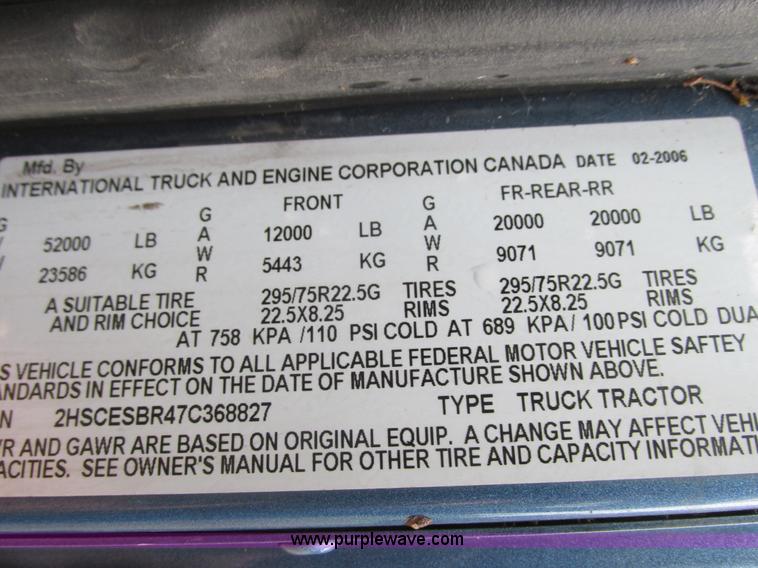 Mfd. By
INTERNATIONAL TRUCK AND ENGINE CORPORATION CANADA DATE 02-2006
G FRONT G FR-REAR-RR
52000 LB A 12000 LB A 20000 20000 LB
23586 KG W 5443 KG W 9071 9071 KG
R R
A SUITABLE TIRE 295/75R22.5G TIRES 295/75R22.5G TIRES
AND RIM CHOICE 22.5X8.25 RIMS 22.5X8.25 RIMS
AT 758 KPA /110 PSI COLD AT 689 KPA/ 100PSI COLD DUA
S VEHICLE CONFORMS TO ALL APPLICABLE FEDERAL MOTOR VEHICLE SAFTEY
ANDARDS IN EFFECT ON THE DATE OF MANUFACTURE SHOWN ABOVE.
N 2HSCESBR47C368827 TYPE TRUCK TRACTOR
WR AND GAWR ARE BASED ON ORIGINAL EQUIP. A CHANGE MAY AFFECT VEHI
ACITIES. SEE OWNER'S MANUAL FOR OTHER TIRE AND CAPACITY INFORMATI
www.purplewave.com